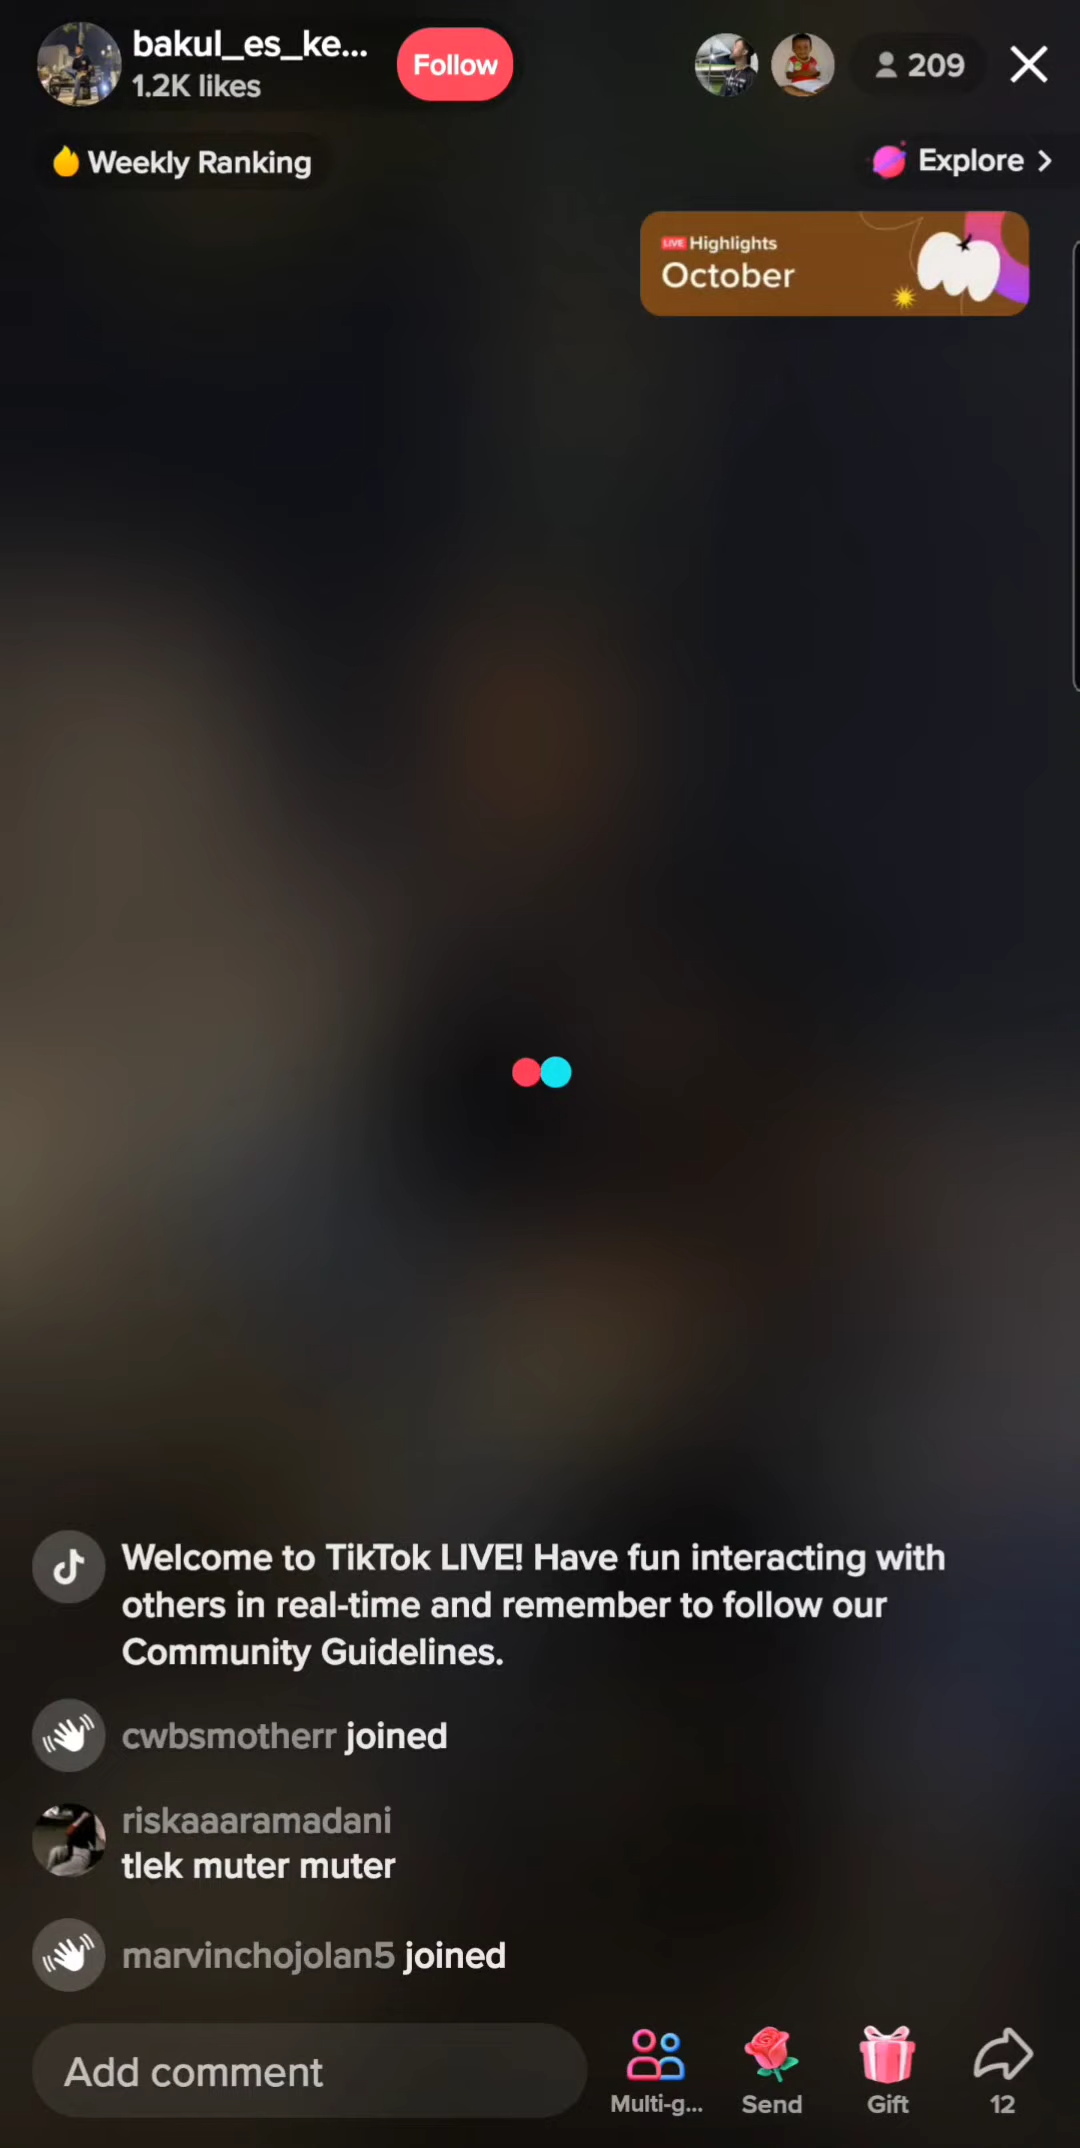 bakul_es_ke...
1.2K likes
Follow
209
Weekly Ranking
Explore
LIVE Highlights
October
Welcome to TikTok LIVE! Have fun interacting with
others in real-time and remember to follow our
Community Guidelines.
cwbsmotherr joined
riskaaaramadani
tlek muter muter
marvinchojolan5 joined
Add comment
Multi-g...
Send
Gift
12